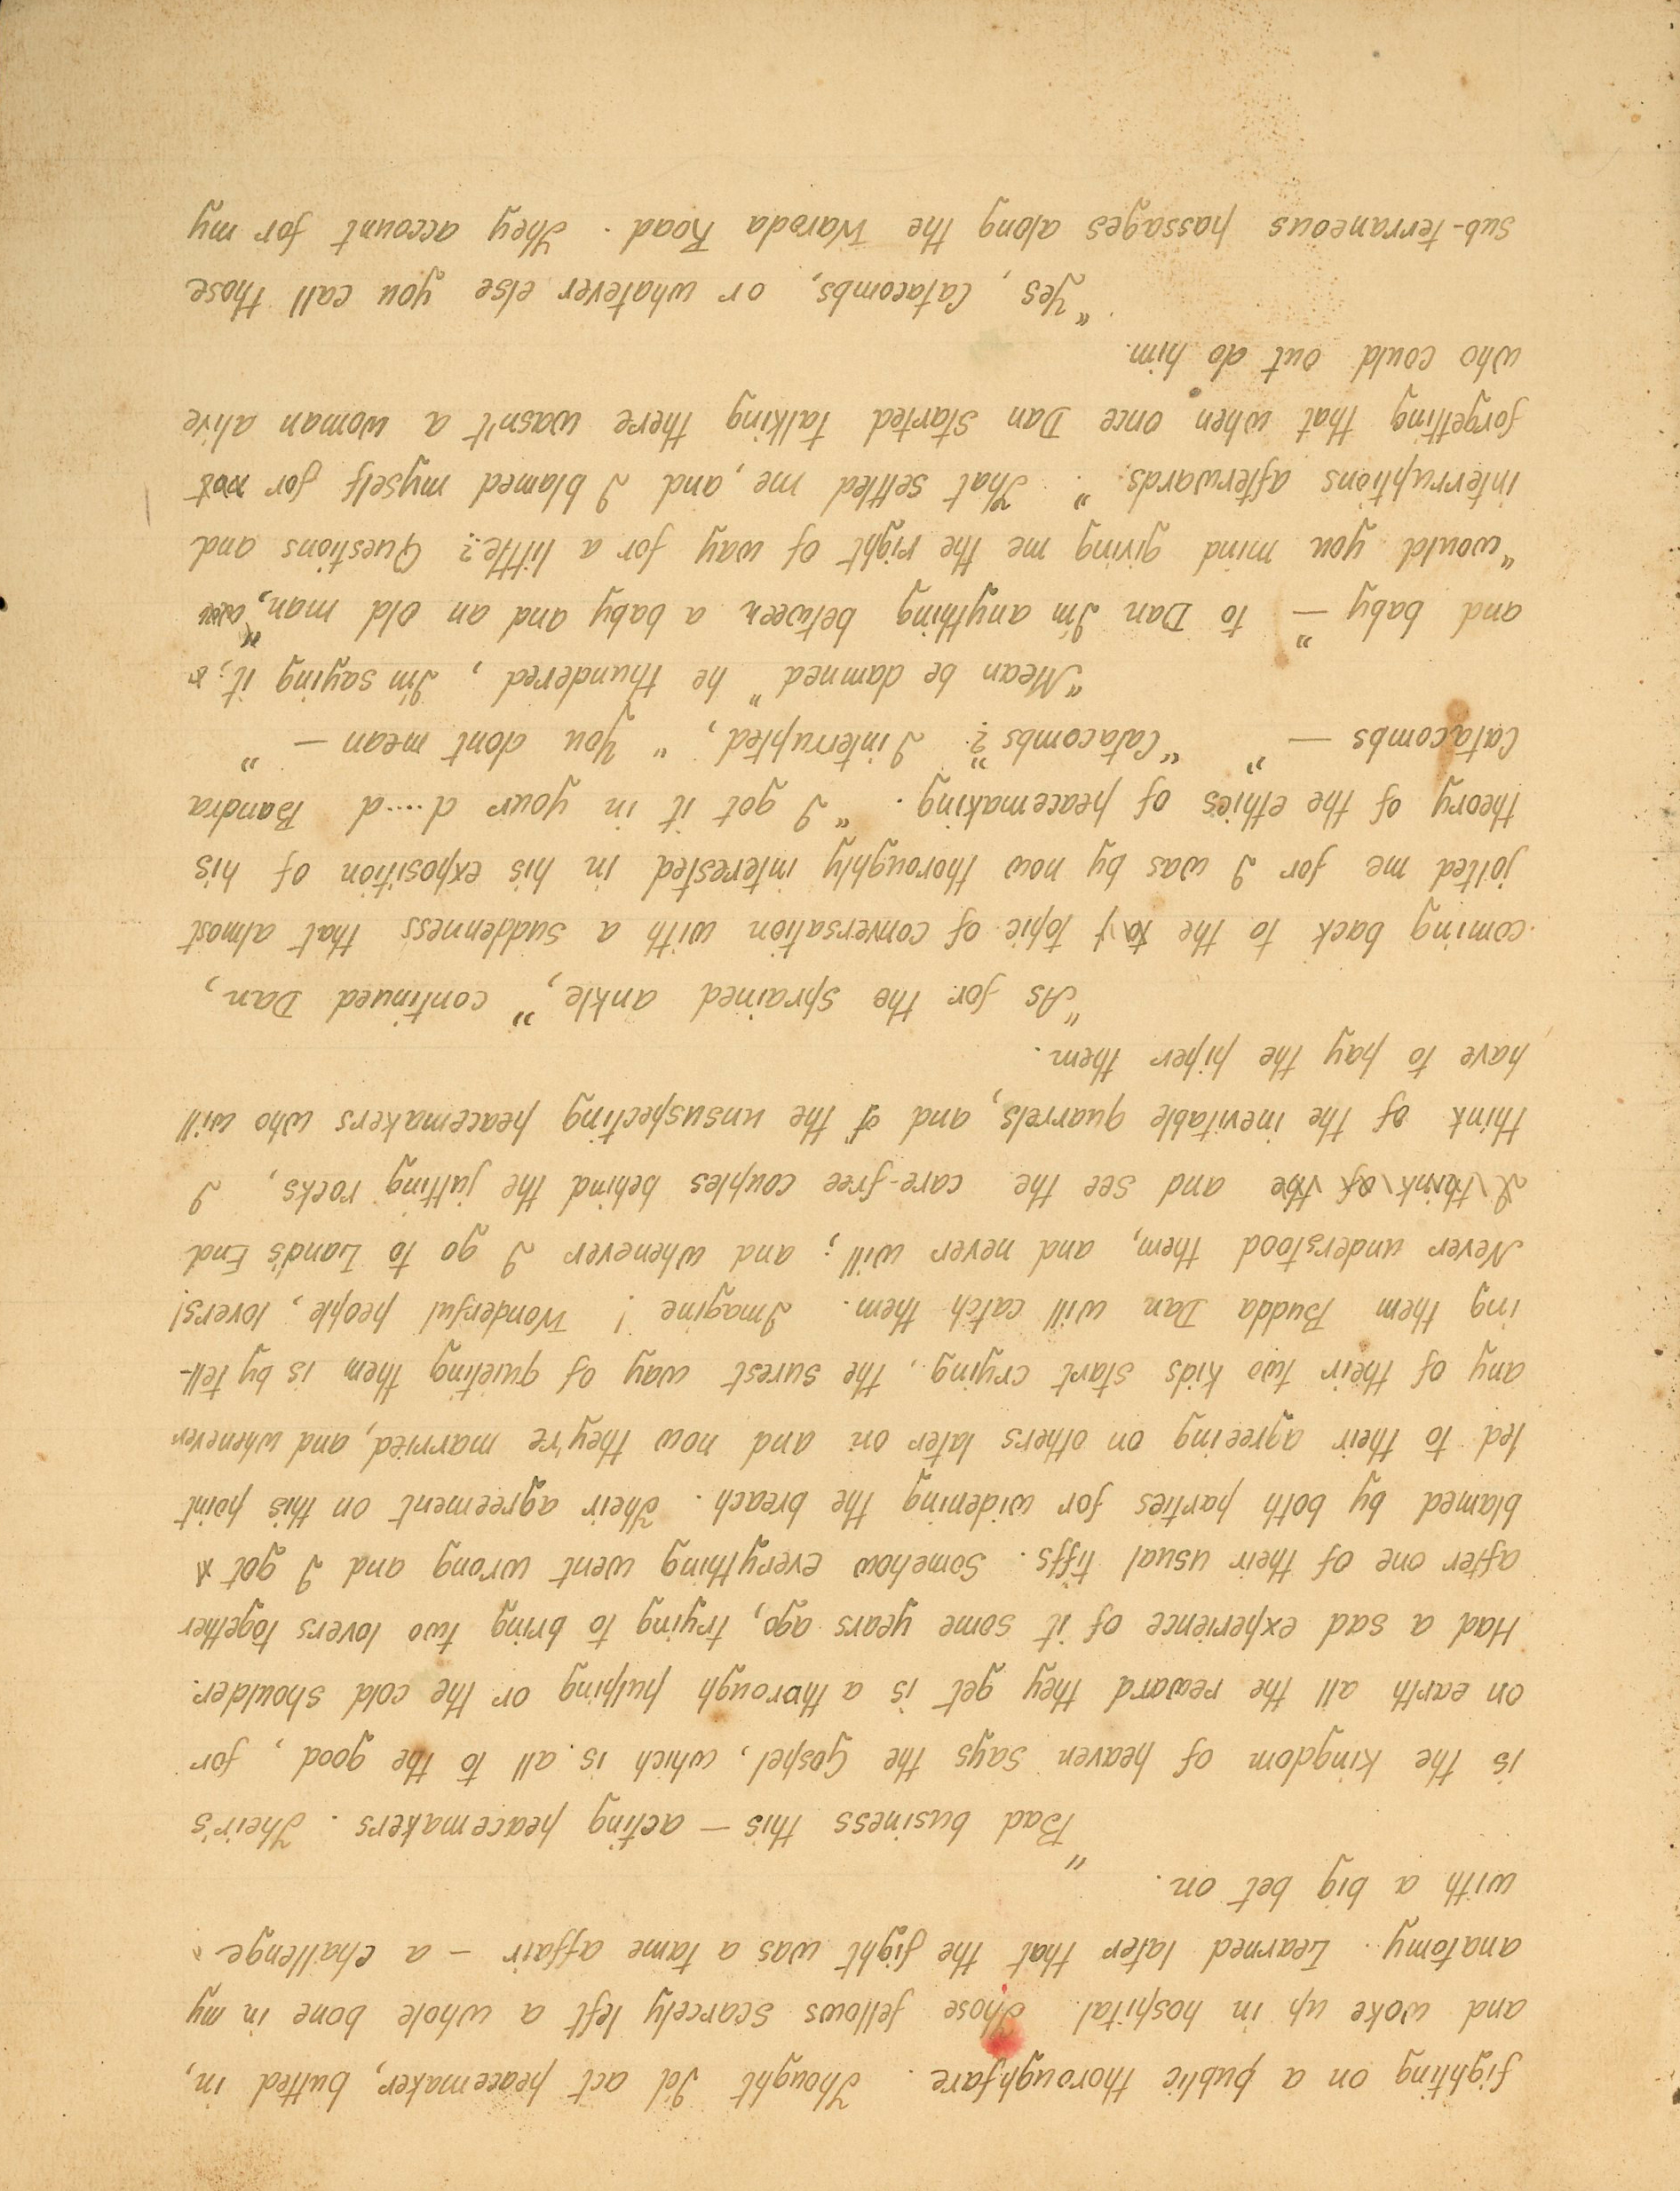 fighting on a public thoroughfare. Thought I'd act peacemaker, butted in,
and woke up in hospital. Those fellows scarcely left a whole bone in my
anatomy. Learned later that the fight was a tame affair – a challenge
with a big bet on.
"Bad business this – acting peacemakers. Their's
is the kingdom of heaven says the Gospel, which is all to the good, for
on earth all the reward they get is a thorough pulping or the cold shoulder.
Had a sad experience of it some years ago, trying to bring two lovers together
after one of their usual tiffs. Somehow everything went wrong and I got
blamed by both parties for widening the breach. Their agreement on this point
led to their agreeing on others later on and now they're married, and whenever
any of their two kids start crying, the surest way of quieting them is by tell-
ing them Budda Dan will catch them. Imagine! Wonderful people, lovers!
Never understood them, and never will; and whenever I go to Land's End
I think of the and see the care-free couples behind the jutting rocks, I
think of the inevitable quarrels, and of the unsuspecting peacemakers who will
have to pay the piper them.
"As for the sprained ankle," continued Dan,
coming back to the topic of conversation with a suddenness that almost
jolted me for I was by now thoroughly interested in his exposition of his
theory of the ethics of peacemaking. "I got it in your d....d Bandra
Catacombs — " "Catacombs"? I interrupted, "You dont mean — "
"Mean be damned" he thundered, I'm saying it;
and baby" — to Dan I'm anything between a baby and an old man,
"would you mind giving me the right of way for a little? Questions and
interruptions afterwards." That settled me, and I blamed myself for not
forgetting that when once Dan started talking there wasn't a woman alive
who could out do him.
"Yes, Catacombs, or whatever else you call those
sub-terraneous passages along the Waroda Road. They account for my